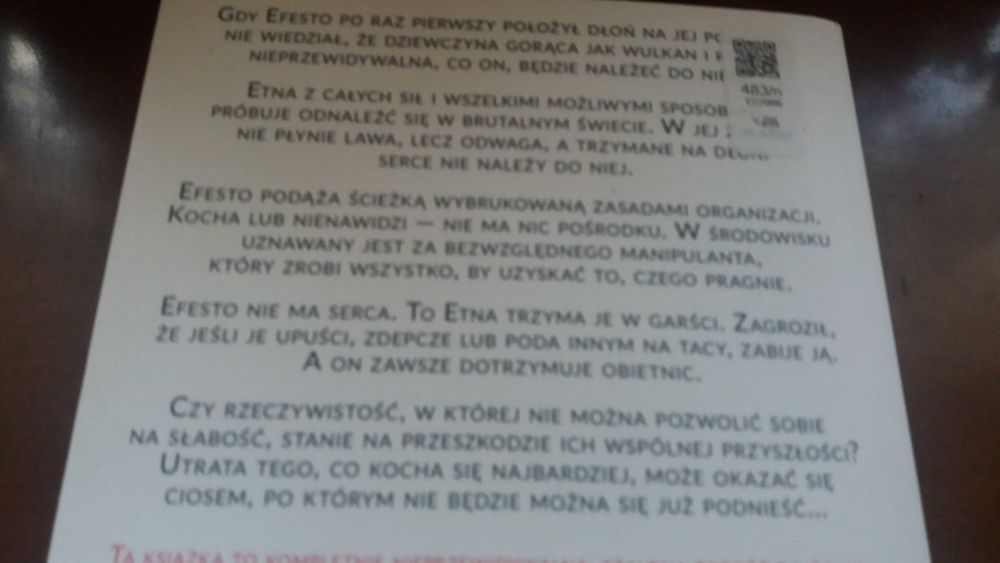 Gdy Efesto po raz pierwszy położył dłoń na jej
nie wiedział, że dziewczyna gorąca jak wulkan i
nieprzewidywalna, co on, będzie należeć do
483/n
Etna z całych sił i wszelkimi możliwymi
próbuje odnaleźć się w brutalnym świecie. W jej
nie płynie lawa, lecz odwaga, a trzymane na
serce nie należy do niej.
Efesto podąża ścieżką wybrukowaną zasadami organizacji.
Kocha lub nienawidzi – nie ma nic pośrodku. W środowisku
uznawany jest za bezwzględnego manipulanta,
który zrobi wszystko, by uzyskać to, czego pragnie.
Efesto nie ma serca. To Etna trzyma je w garści. Zagroził,
że jeśli je upuści, zdepcze lub poda innym na tacy, zabije ją.
A on zawsze dotrzymuje obietnic.
Czy rzeczywistość, w której nie można pozwolić sobie
na słabość, stanie na przeszkodzie ich wspólnej przyszłości?
Utrata tego, co kocha się najbardziej, może okazać się
ciosem, po którym nie będzie można się już podnieść...
Ta książka to kompletnie